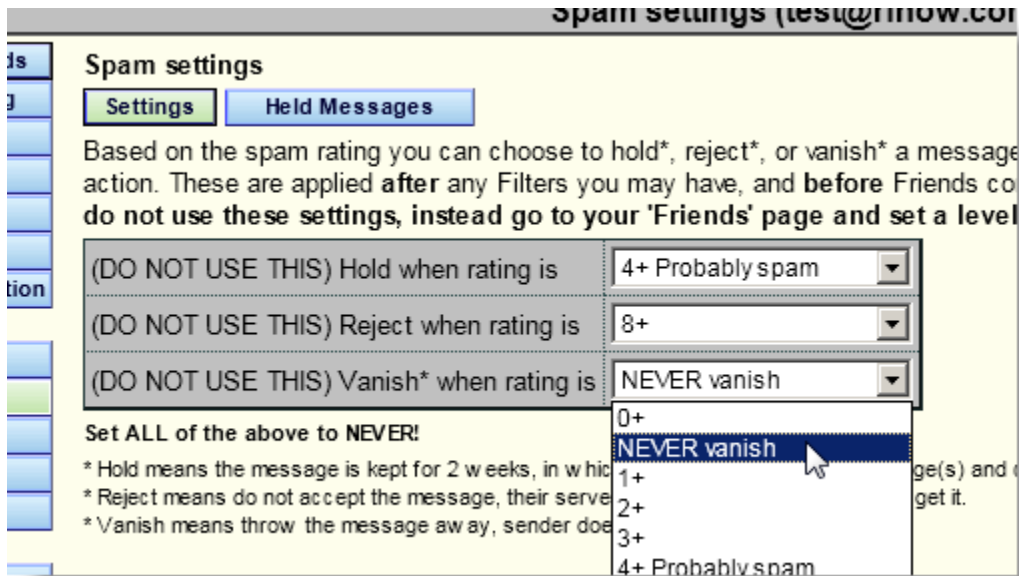 Spam settings (test@rinow.con
ds
Spam settings
g
Settings
Held Messages
Based on the spam rating you can choose to hold*, reject*, or vanish* a message
action. These are applied after any Filters you may have, and before Friends co
do not use these settings, instead go to your 'Friends' page and set a level
(DO NOT USE THIS) Hold when rating is 4+ Probably spam
tion
(DO NOT USE THIS) Reject when rating is 8+
(DO NOT USE THIS) Vanish* when rating is NEVER vanish
0+
Set ALL of the above to NEVER!
NEVER vanish
* Hold means the message is kept for 2 weeks, in whic ge(s) and
1+
* Reject means do not accept the message, their serve get it.
2+
* Vanish means throw the message away, sender doe
3+
4+ Probably spam